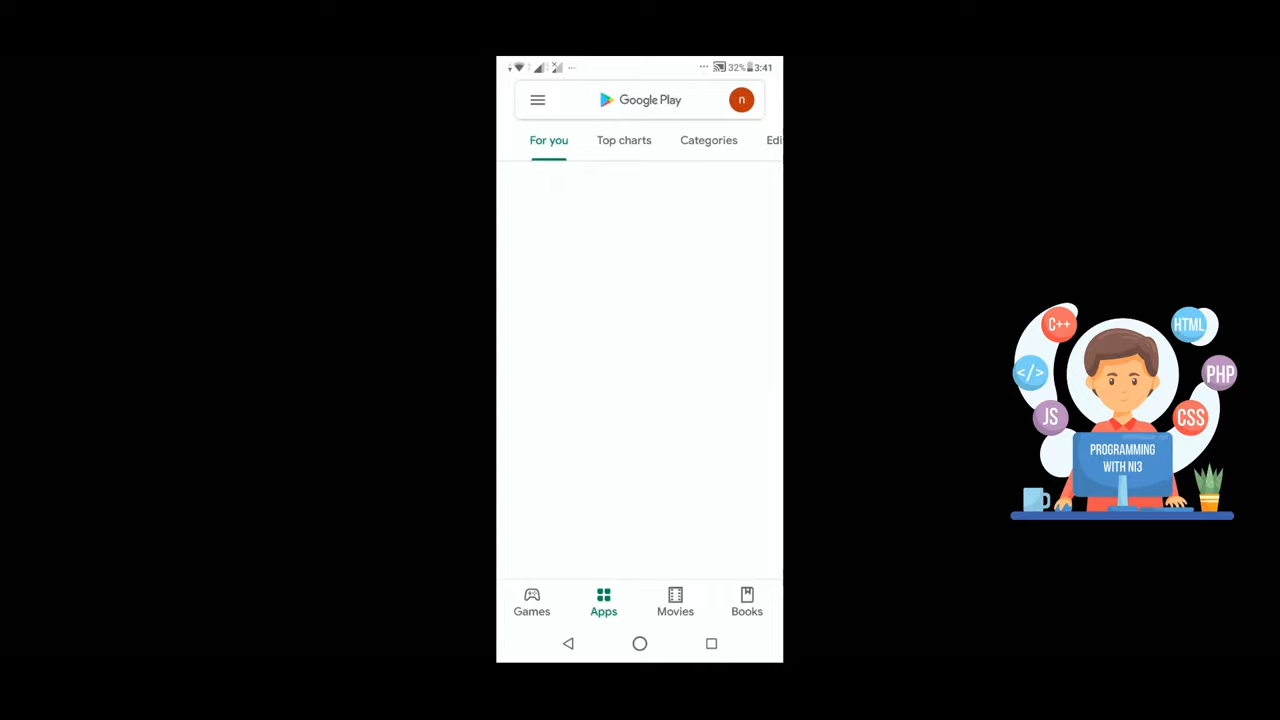 32% 3:41
Google Play
n
For you Top charts Categories Edi
C++
HTML
</>
PHP
JS
CSS
PROGRAMMING
WITH NI3
Games Apps Movies Books